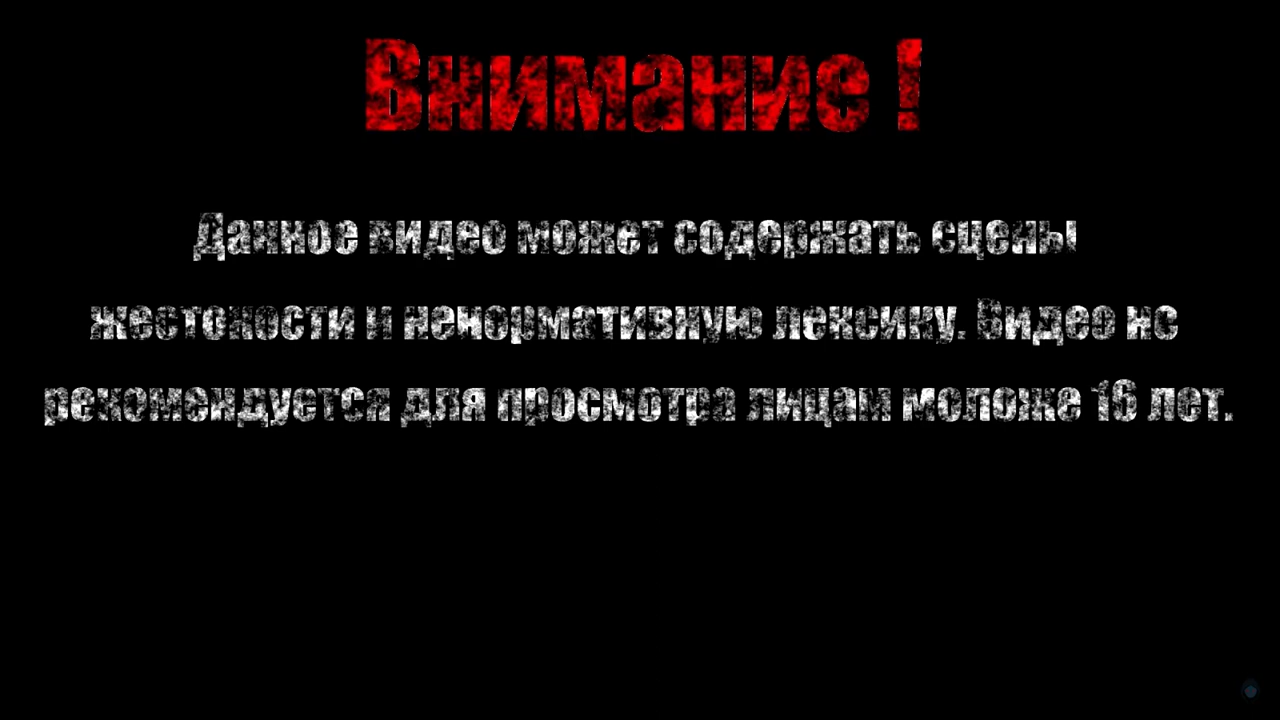 Внимание !
Данное видео может содержать сцены
жестокости и ненормативную лексику. Видео не
рекомендуется для просмотра лицам моложе 16 лет.